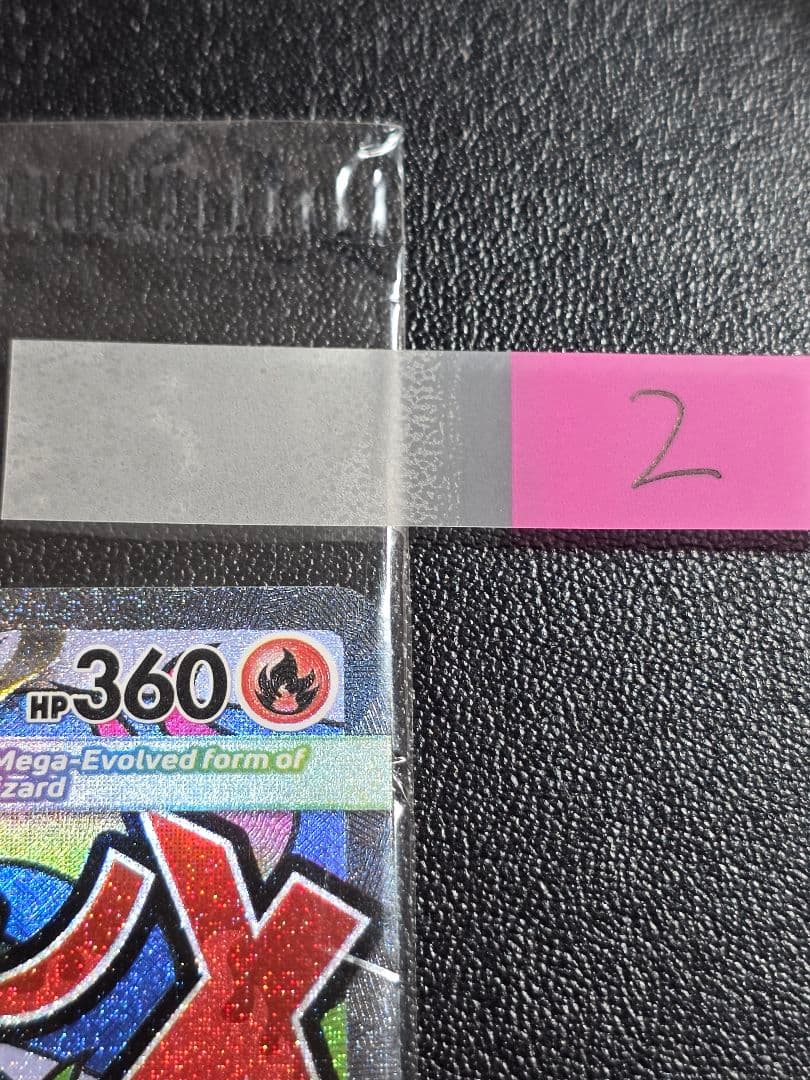 2
HP360
Mega-Evolved form of
zard